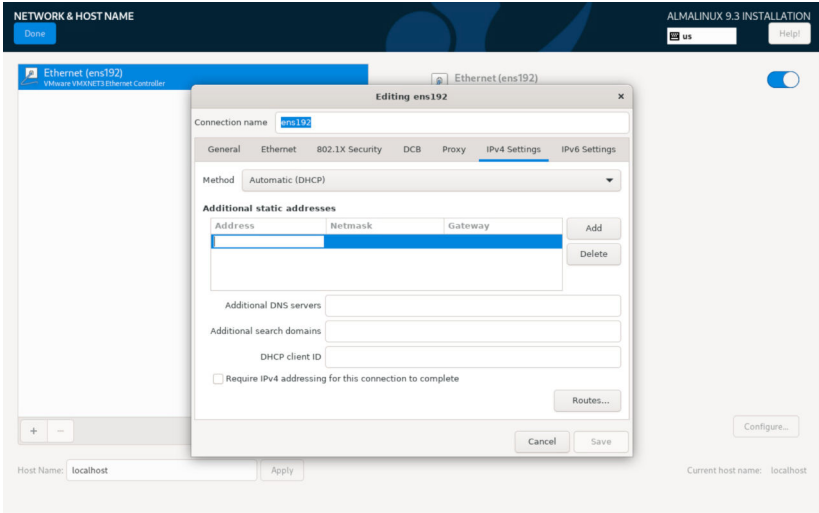 NETWORK & HOST NAME
ALMALINUX 9.3 INSTALLATION
Done
us
Help!
Ethernet (ens192)
VMware VMXNET3 Ethernet Controller
Ethernet (ens192)
Editing ens192
Connection name ens192
General Ethernet 802.1X Security DCB Proxy IPv4 Settings IPv6 Settings
Method Automatic (DHCP)
Additional static addresses
Address Netmask Gateway
Add
Delete
Additional DNS servers
Additional search domains
DHCP client ID
Require IPv4 addressing for this connection to complete
Routes...
Configure...
Cancel Save
Host Name: localhost Apply
Current host name: localhost